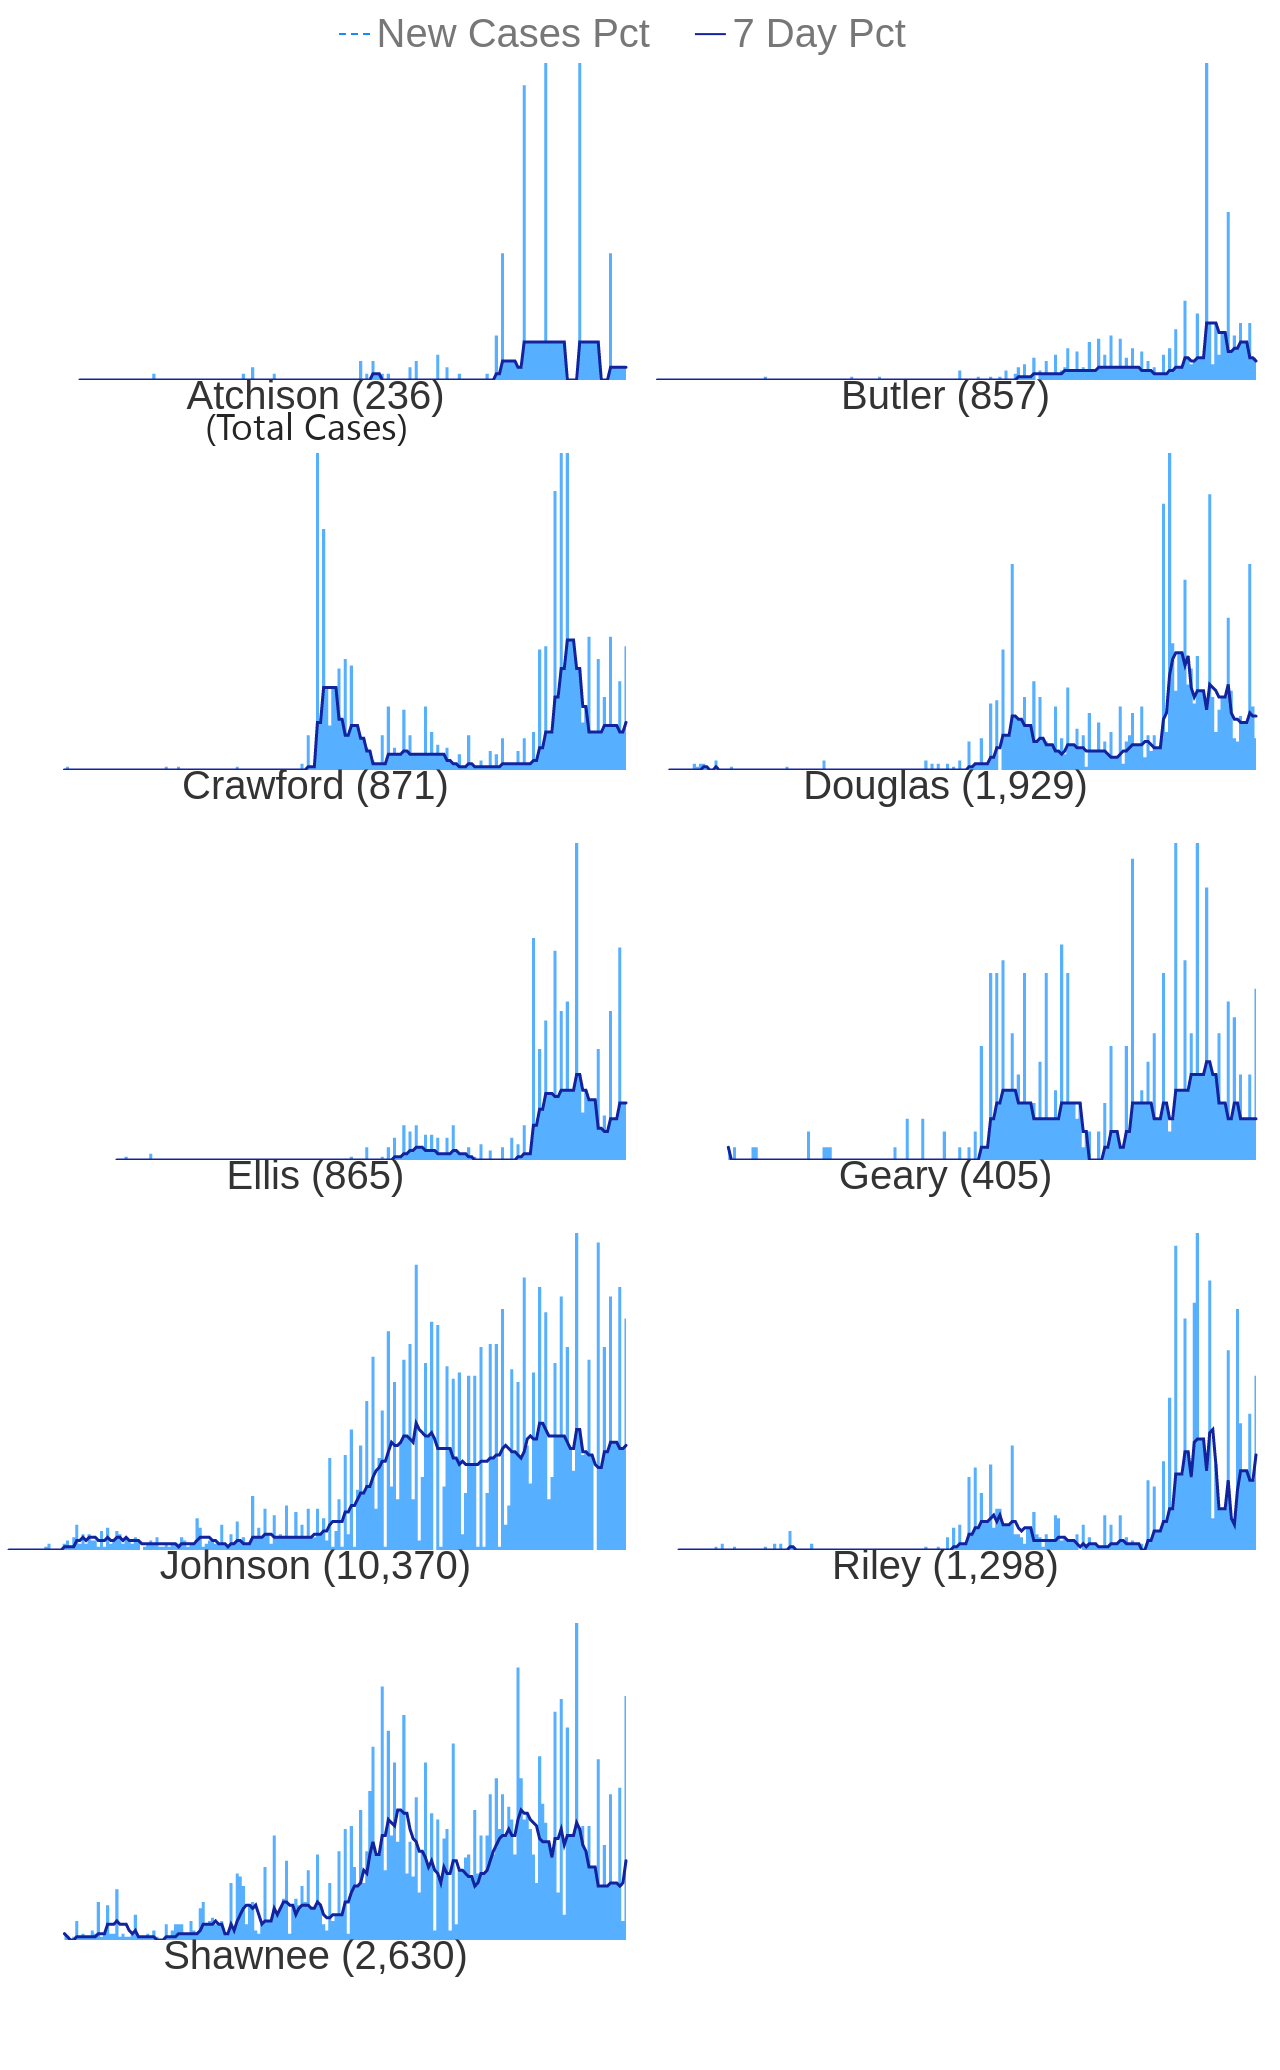 New Cases Pct 7 Day Pct
Atchison (236) Butler (857)
(Total Cases)
Crawford (871) Douglas (1,929)
Ellis (865) Geary (405)
Johnson (10,370) Riley (1,298)
Shawnee (2,630)